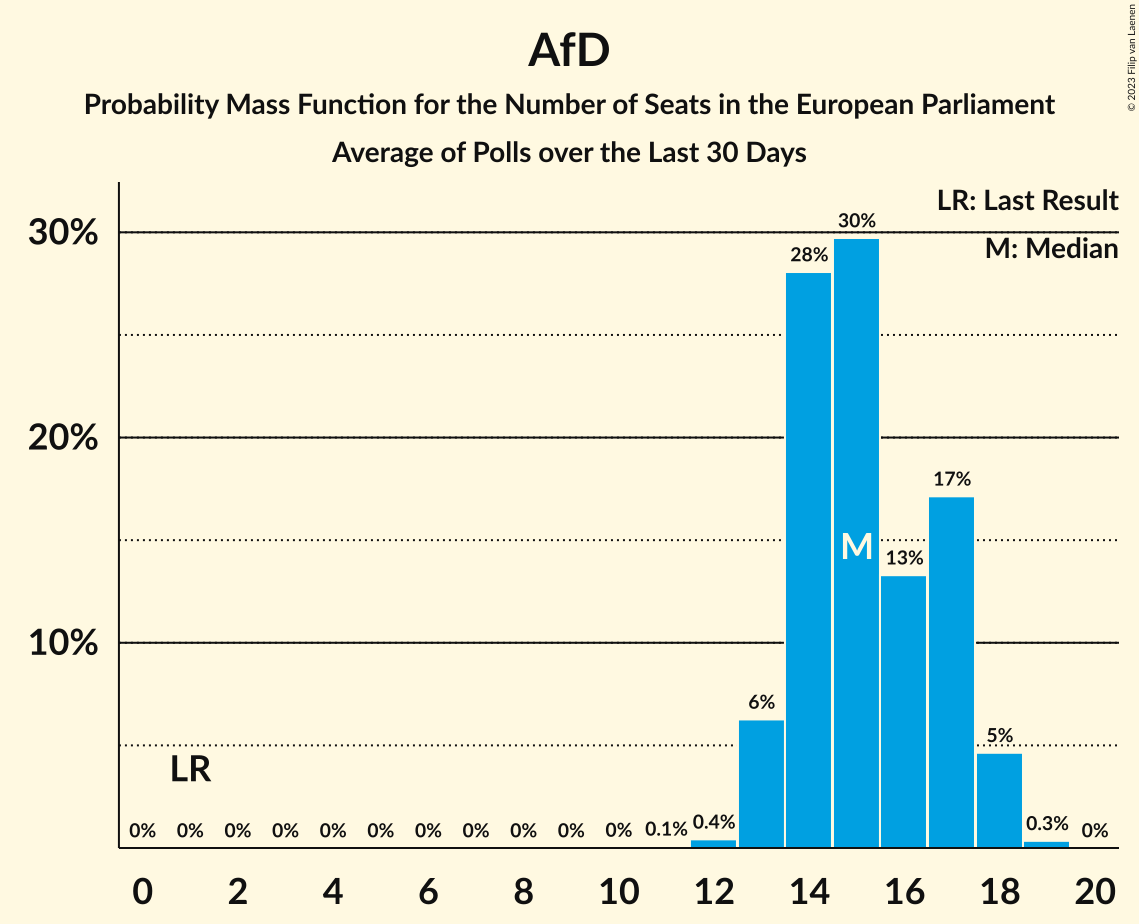 AfD
Probability Mass Function for the Number of Seats in the European Parliament
Average of Polls over the Last 30 Days
© 2023 Filip van Laenen
LR: Last Result
M: Median
30%
20%
10%
0% 0% 0% 0% 0% 0% 0% 0% 0% 0% 0% 0.1% 0.4% 6% 28% 30% 13% 17% 5% 0.3% 0%
LR
M
0 2 4 6 8 10 12 14 16 18 20